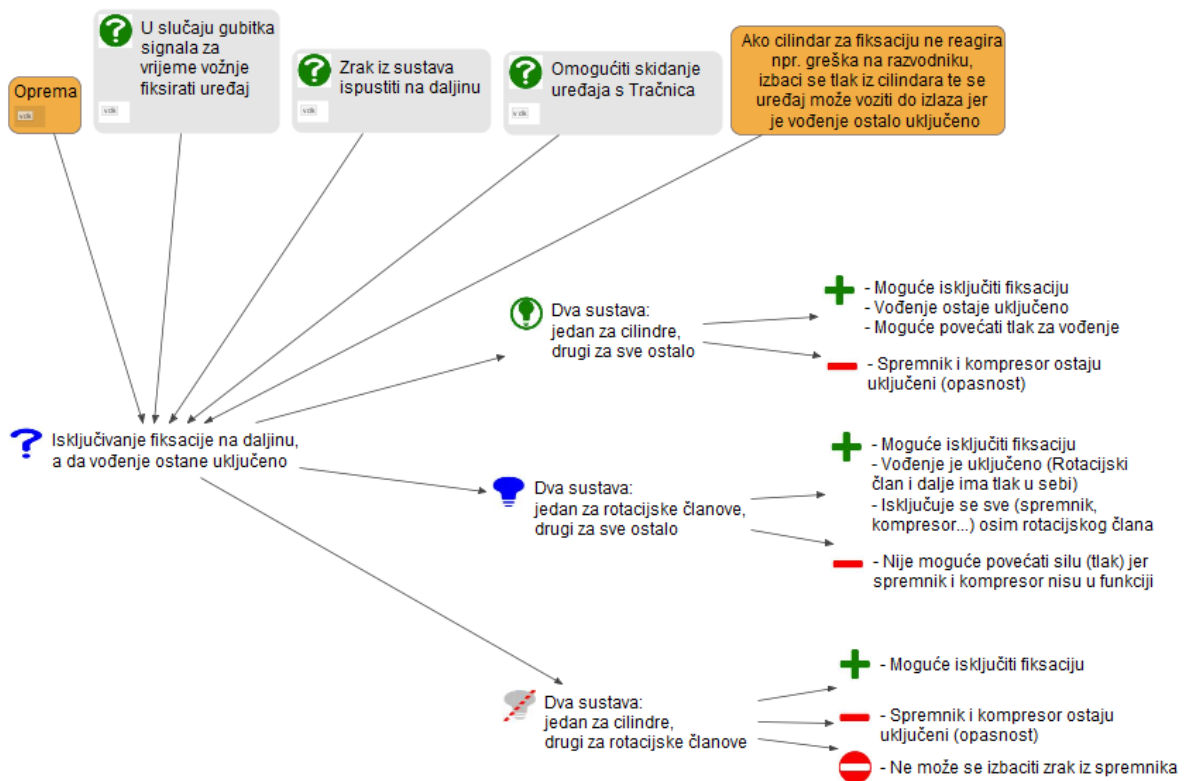 Oprema
v.dk
U slučaju gubitka
signala za
vrijeme vožnje
fiksirati uređaj
v.dk
Zrak iz sustava
ispustiti na daljinu
v.dk
Omogućiti skidanje
uređaja s Tračnica
v.dk
Ako cilindar za fiksaciju ne reagira
npr. greška na razvodniku,
izbaci se tlak iz cilindara te se
uređaj može voziti do izlaza jer
je vođenje ostalo uključeno
Isključivanje fiksacije na daljinu,
a da vođenje ostane uključeno
Dva sustava:
jedan za cilindre,
drugi za sve ostalo
- Moguće isključiti fiksaciju
- Vođenje ostaje uključeno
- Moguće povećati tlak za vođenje
- Spremnik i kompresor ostaju
uključeni (opasnost)
Dva sustava:
jedan za rotacijske članove,
drugi za sve ostalo
- Moguće isključiti fiksaciju
- Vođenje je uključeno (Rotacijski
član i dalje ima tlak u sebi)
- Isključuje se sve (spremnik,
kompresor...) osim rotacijskog člana
- Nije moguće povećati silu (tlak) jer
spremnik i kompresor nisu u funkciji
Dva sustava:
jedan za cilindre,
drugi za rotacijske članove
- Moguće isključiti fiksaciju
- Spremnik i kompresor ostaju
uključeni (opasnost)
- Ne može se izbaciti zrak iz spremnika